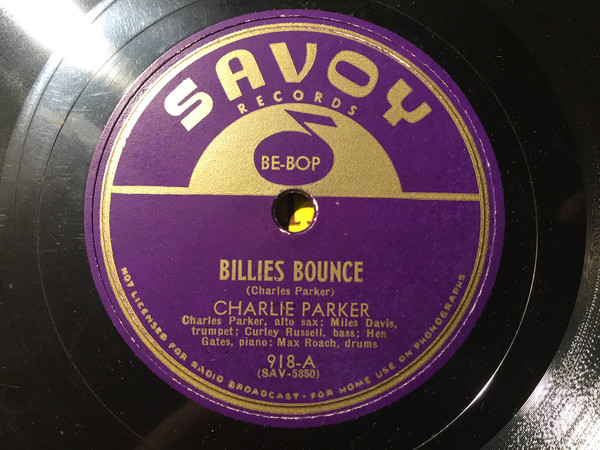 SAVOY
RECORDS
BE-BOP
BILLIES BOUNCE
(Charles Parker)
CHARLIE PARKER
Charles Parker, alto sax; Miles Davis,
trumpet; Curley Russell, bass; Hen
Gates, piano; Max Roach, drums
918-A
(SAV-5850)
NOT LICENSED FOR RADIO BROADCAST - FOR HOME USE ON PHONOGRAPHS